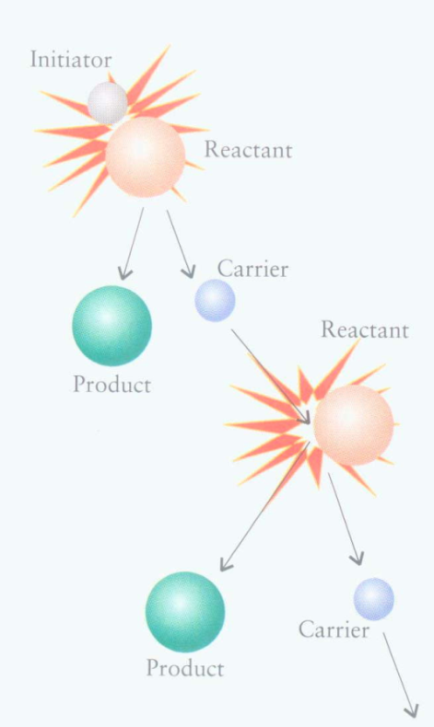 Initiator
Reactant
Carrier
Reactant
Product
Carrier
Product